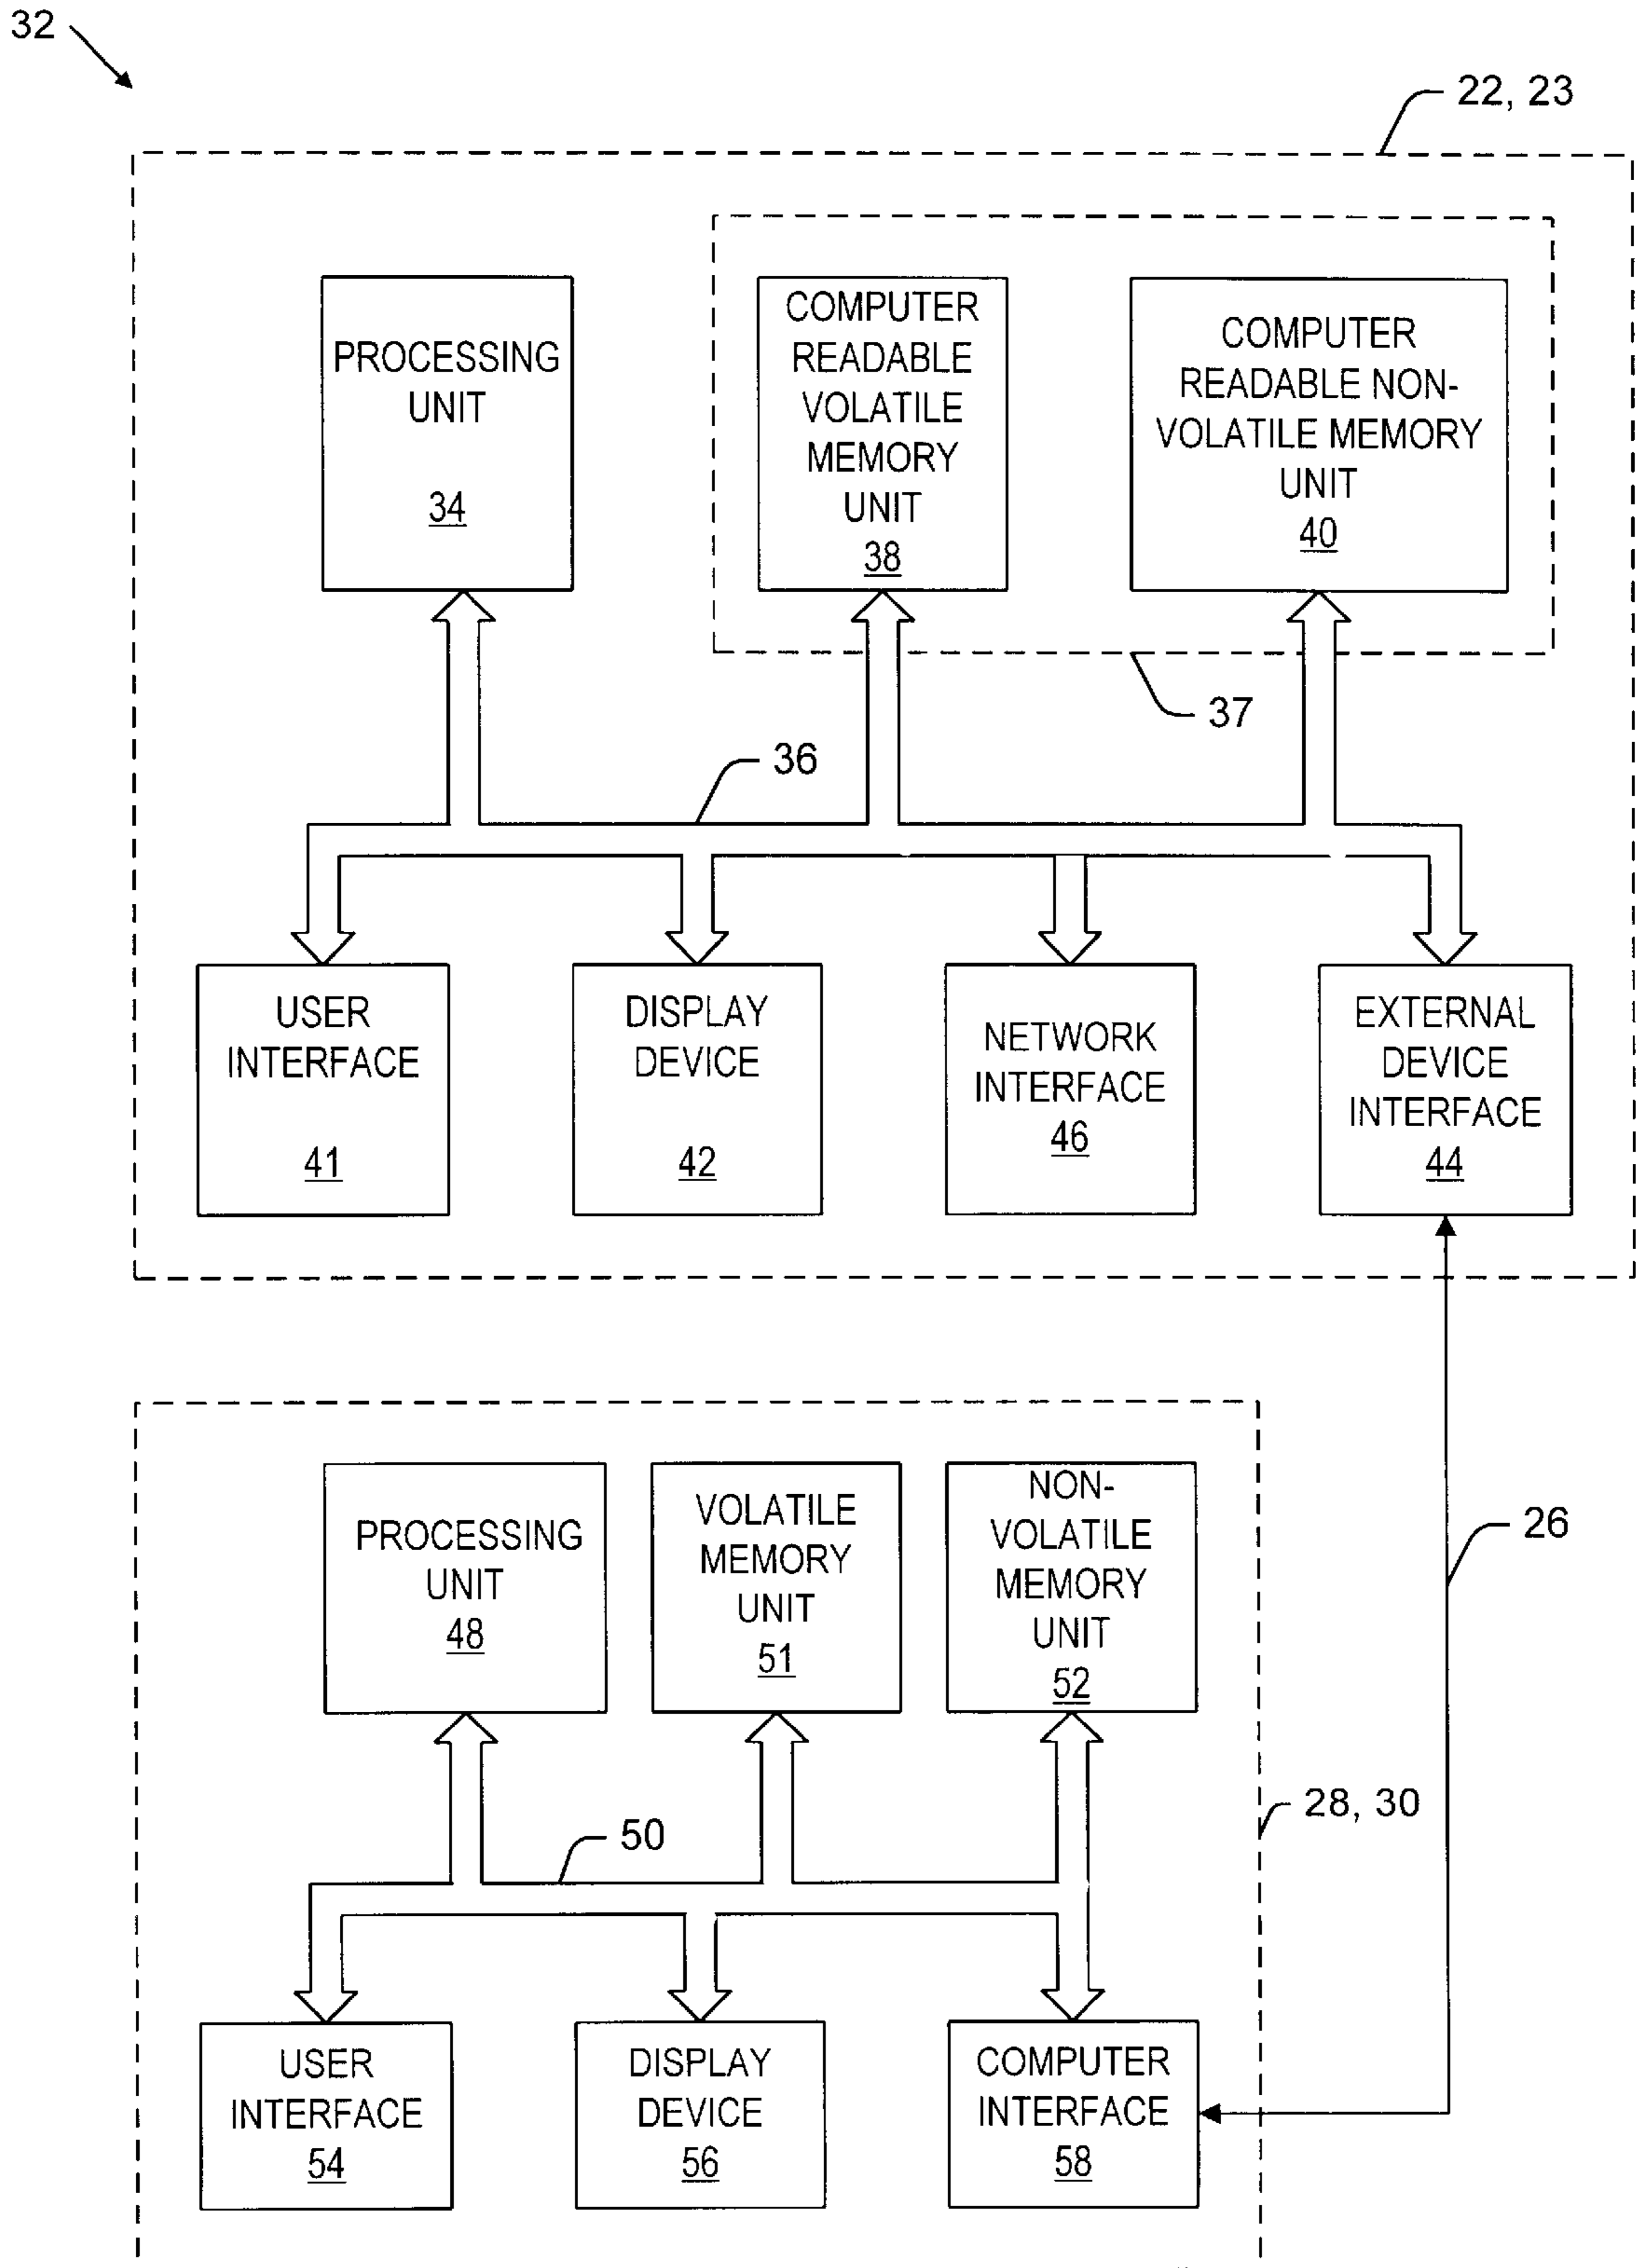 32
22, 23
PROCESSING
UNIT
34
COMPUTER
READABLE
VOLATILE
MEMORY
UNIT
38
COMPUTER
READABLE NON-
VOLATILE MEMORY
UNIT
40
37
36
USER
INTERFACE
41
DISPLAY
DEVICE
42
NETWORK
INTERFACE
46
EXTERNAL
DEVICE
INTERFACE
44
26
PROCESSING
UNIT
48
VOLATILE
MEMORY
UNIT
51
NON-
VOLATILE
MEMORY
UNIT
52
28, 30
50
USER
INTERFACE
54
DISPLAY
DEVICE
56
COMPUTER
INTERFACE
58